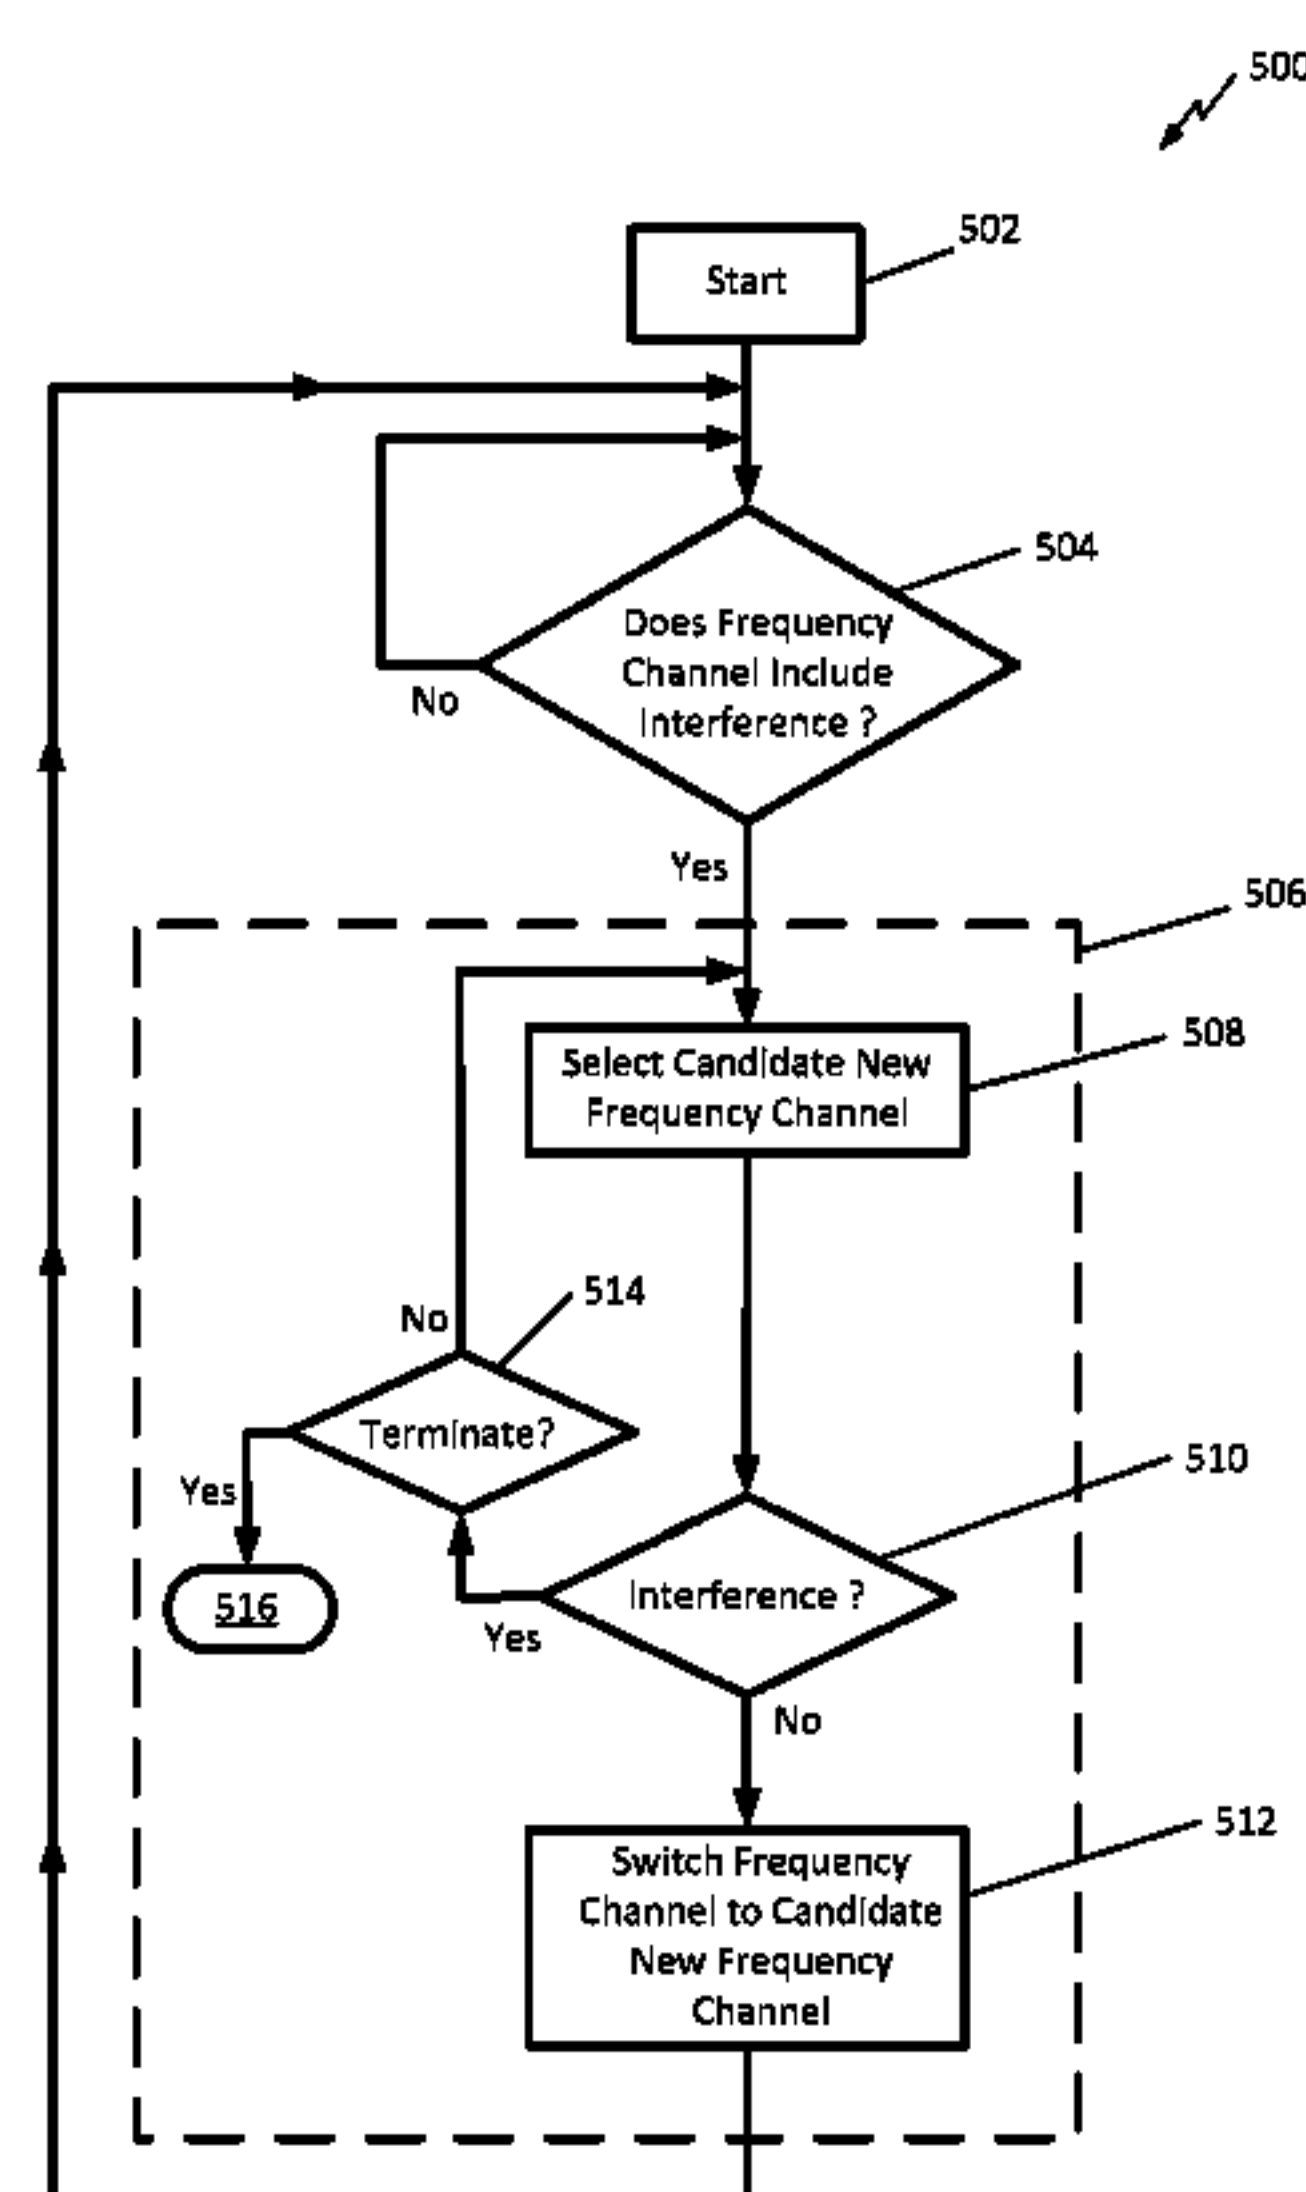 500
502
Start
504
Does Frequency
Channel Include
Interference ?
No
Yes
506
508
Select Candidate New
Frequency Channel
514
No
Terminate?
510
Yes
Interference ?
516
Yes
No
512
Switch Frequency
Channel to Candidate
New Frequency
Channel